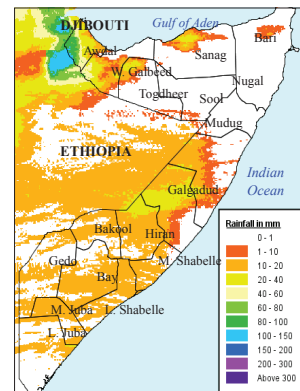 DJIBOUTI
Gulf of Aden
Awdal
Bari
Sanag
W. Galbeed
Nugal
Togdheer
Sool
Mudug
ETHIOPIA
Indian
Ocean
Galgadud
Bakool
Hiran
Gedo
M. Shabelle
Bay
M. Juba
L. Shabelle
L. Juba
Rainfall in mm
0 - 1
1 - 10
10 - 20
20 - 40
40 - 60
60 - 80
80 - 100
100 - 150
150 - 200
200 - 300
Above 300